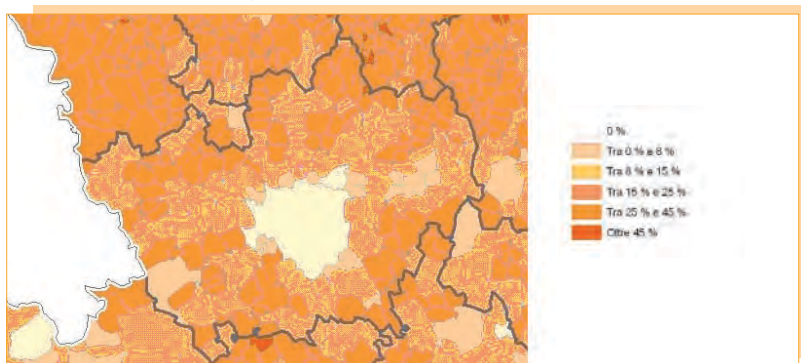 0 %
Tra 0 % e 8 %
Tra 8 % e 15 %
Tra 15 % e 25 %
Tra 25 % e 45 %
Oltre 45 %